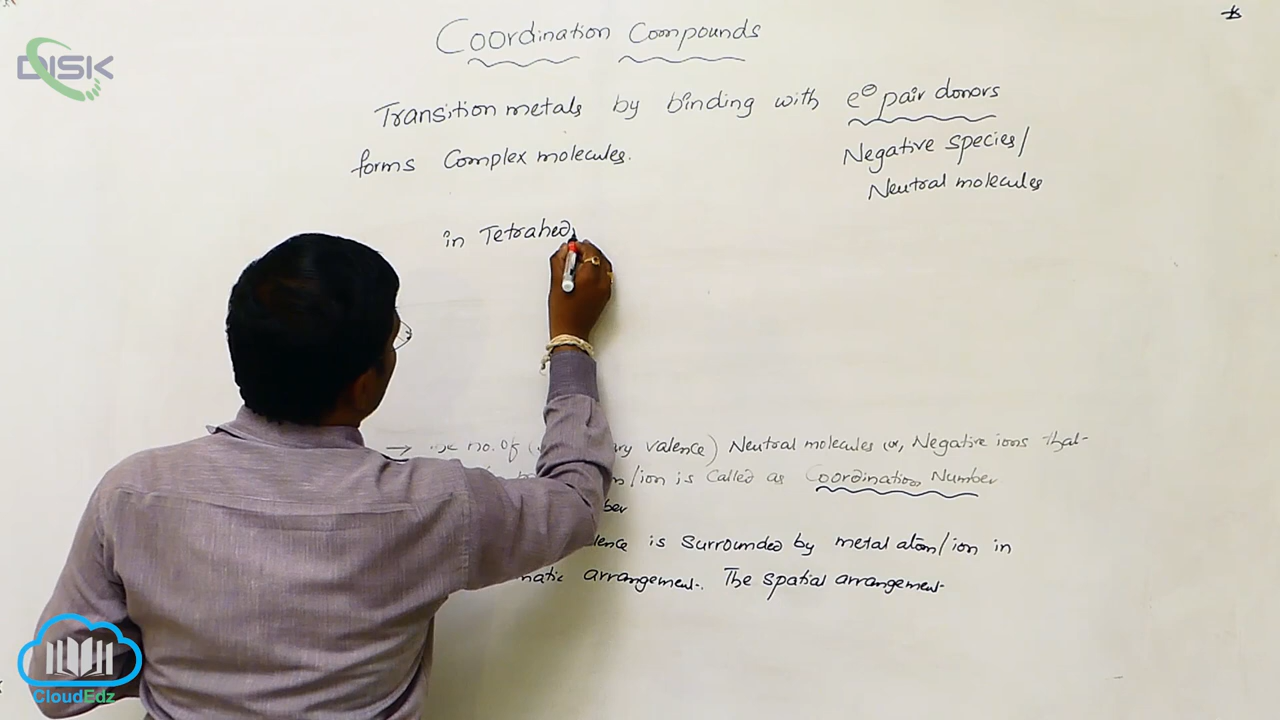 DISK
Coordination Compounds
Transition metals by binding with e⊖ pair donors
forms Complex molecules.
Negative species/
Neutral molecules
in Tetrahed
→ no. of valence) Neutral molecules or, Negative ions that
/ion is called as Coordination Number
ber
is surrounded by metal atom/ion in
arrangement. The spatial arrangement
CloudEdz